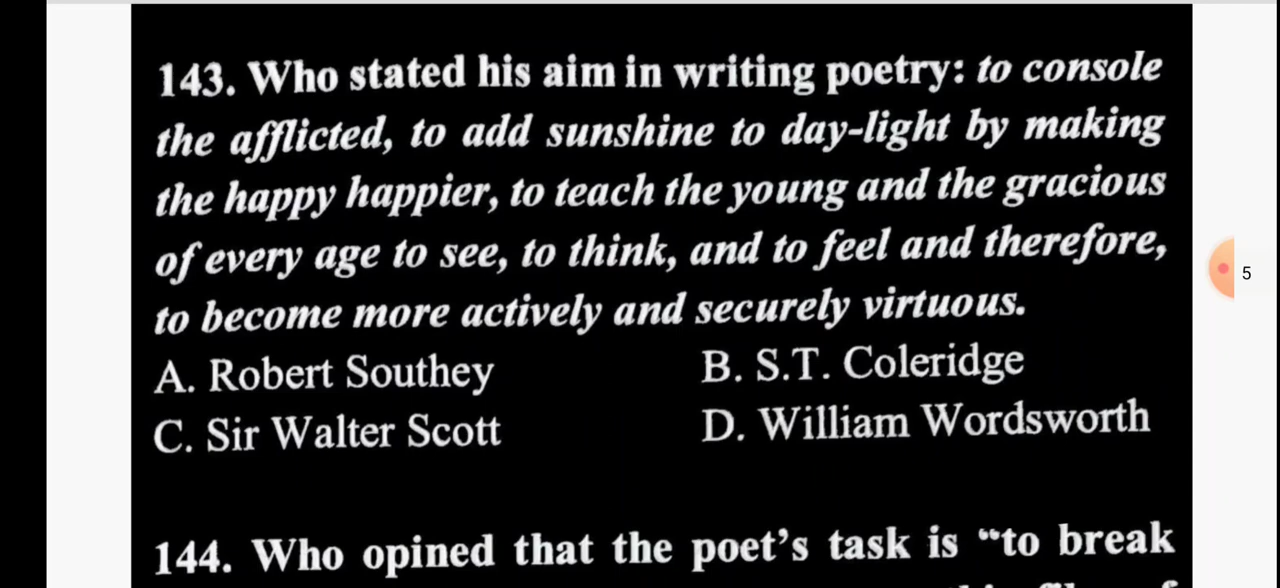 143. Who stated his aim in writing poetry: to console
the afflicted, to add sunshine to day-light by making
the happy happier, to teach the young and the gracious
of every age to see, to think, and to feel and therefore,
to become more actively and securely virtuous.
A. Robert Southey B. S.T. Coleridge
C. Sir Walter Scott D. William Wordsworth
144. Who opined that the poet's task is “to break
5